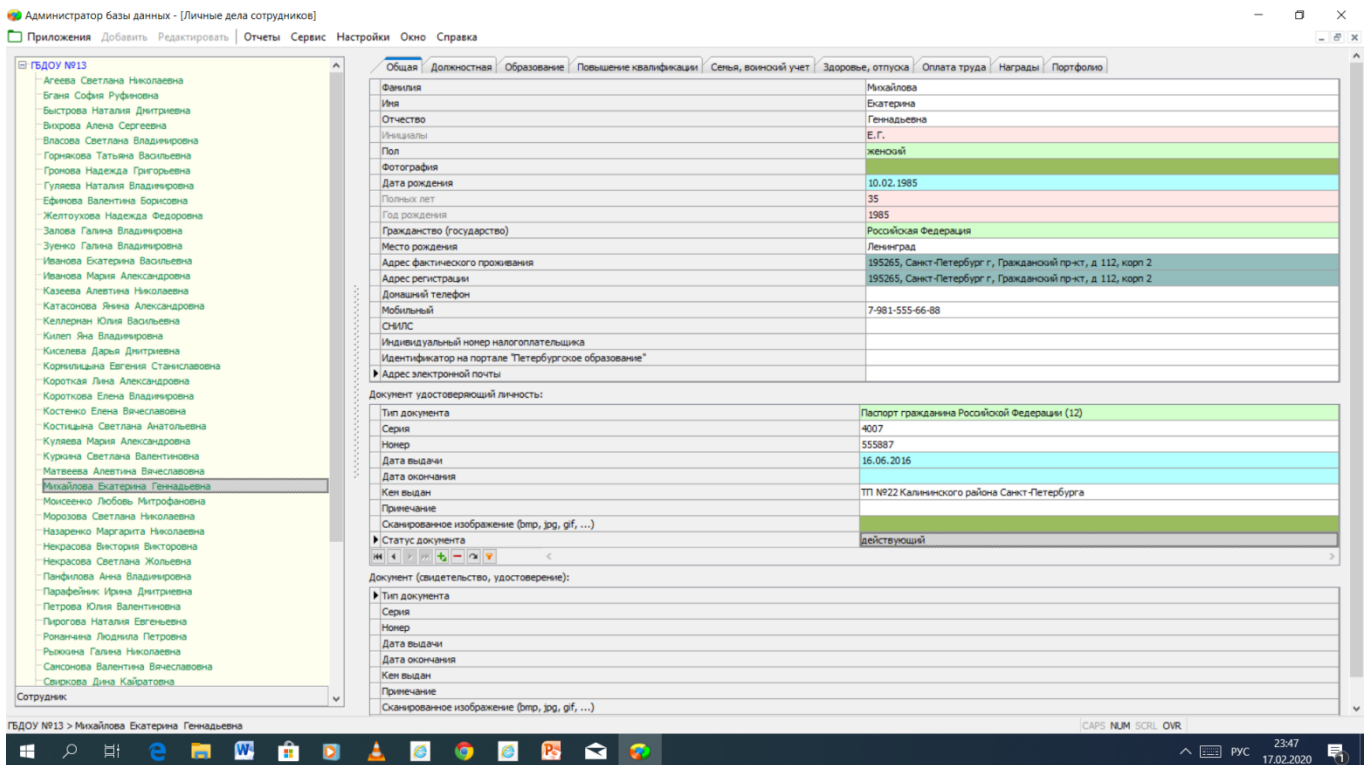 Администратор базы данных - [Личные дела сотрудников]
Приложения Добавить Редактировать Отчеты Сервис Настройки Окно Справка
ГБДОУ №13
Агеева Светлана Николаевна
Бганя София Руфиновна
Быстрова Наталия Дмитриевна
Вихрова Алена Сергеевна
Власова Светлана Владимировна
Горнякова Татьяна Васильевна
Громова Надежда Григорьевна
Гуляева Наталия Владимировна
Ефимова Валентина Борисовна
Желтоухова Надежда Федоровна
Залова Галина Владимировна
Зуенко Галина Владимировна
Иванова Екатерина Васильевна
Иванова Мария Александровна
Казеева Алевтина Николаевна
Катасонова Янина Александровна
Келлерман Юлия Васильевна
Килеп Яна Владимировна
Киселева Дарья Дмитриевна
Кормилицына Евгения Станиславовна
Короткая Лина Александровна
Короткова Елена Владимировна
Костенко Елена Вячеславовна
Костицына Светлана Анатольевна
Куляева Мария Александровна
Куркина Светлана Валентиновна
Матвеева Алевтина Вячеславовна
Михайлова Екатерина Геннадьевна
Моисеенко Любовь Митрофановна
Морозова Светлана Николаевна
Назаренко Маргарита Николаевна
Некрасова Виктория Викторовна
Некрасова Светлана Жольевна
Панфилова Анна Владимировна
Парафейник Ирина Дмитриевна
Петрова Юлия Валентиновна
Пирогова Наталия Евгеньевна
Романчина Людмила Петровна
Рыжкина Галина Николаевна
Самсонова Валентина Вячеславовна
Свиркова Дина Кайратовна
Сотрудник
Общая Должностная Образование Повышение квалификации Семья, воинский учет Здоровье, отпуска Оплата труда Награды Портфолио
Фамилия Михайлова
Имя Екатерина
Отчество Геннадьевна
Инициалы Е.Г.
Пол женский
Фотография
Дата рождения 10.02.1985
Полных лет 35
Год рождения 1985
Гражданство (государство) Российская Федерация
Место рождения Ленинград
Адрес фактического проживания 195265, Санкт-Петербург г, Гражданский пр-кт, д 112, корп 2
Адрес регистрации 195265, Санкт-Петербург г, Гражданский пр-кт, д 112, корп 2
Домашний телефон
Мобильный 7-981-555-66-88
СНИЛС
Индивидуальный номер налогоплательщика
Идентификатор на портале "Петербургское образование"
Адрес электронной почты
Документ удостоверяющий личность:
Тип документа Паспорт гражданина Российской Федерации (12)
Серия 4007
Номер 555887
Дата выдачи 16.06.2016
Дата окончания
Кем выдан ТП №22 Калининского района Санкт-Петербурга
Примечание
Сканированное изображение (bmp, jpg, gif, ...)
Статус документа действующий
Документ (свидетельство, удостоверение):
Тип документа
Серия
Номер
Дата выдачи
Дата окончания
Кем выдан
Примечание
Сканированное изображение (bmp, jpg, gif, ...)
ГБДОУ №13 > Михайлова Екатерина Геннадьевна
CAPS NUM SCRL OVR
РУС
23:47
17.02.2020